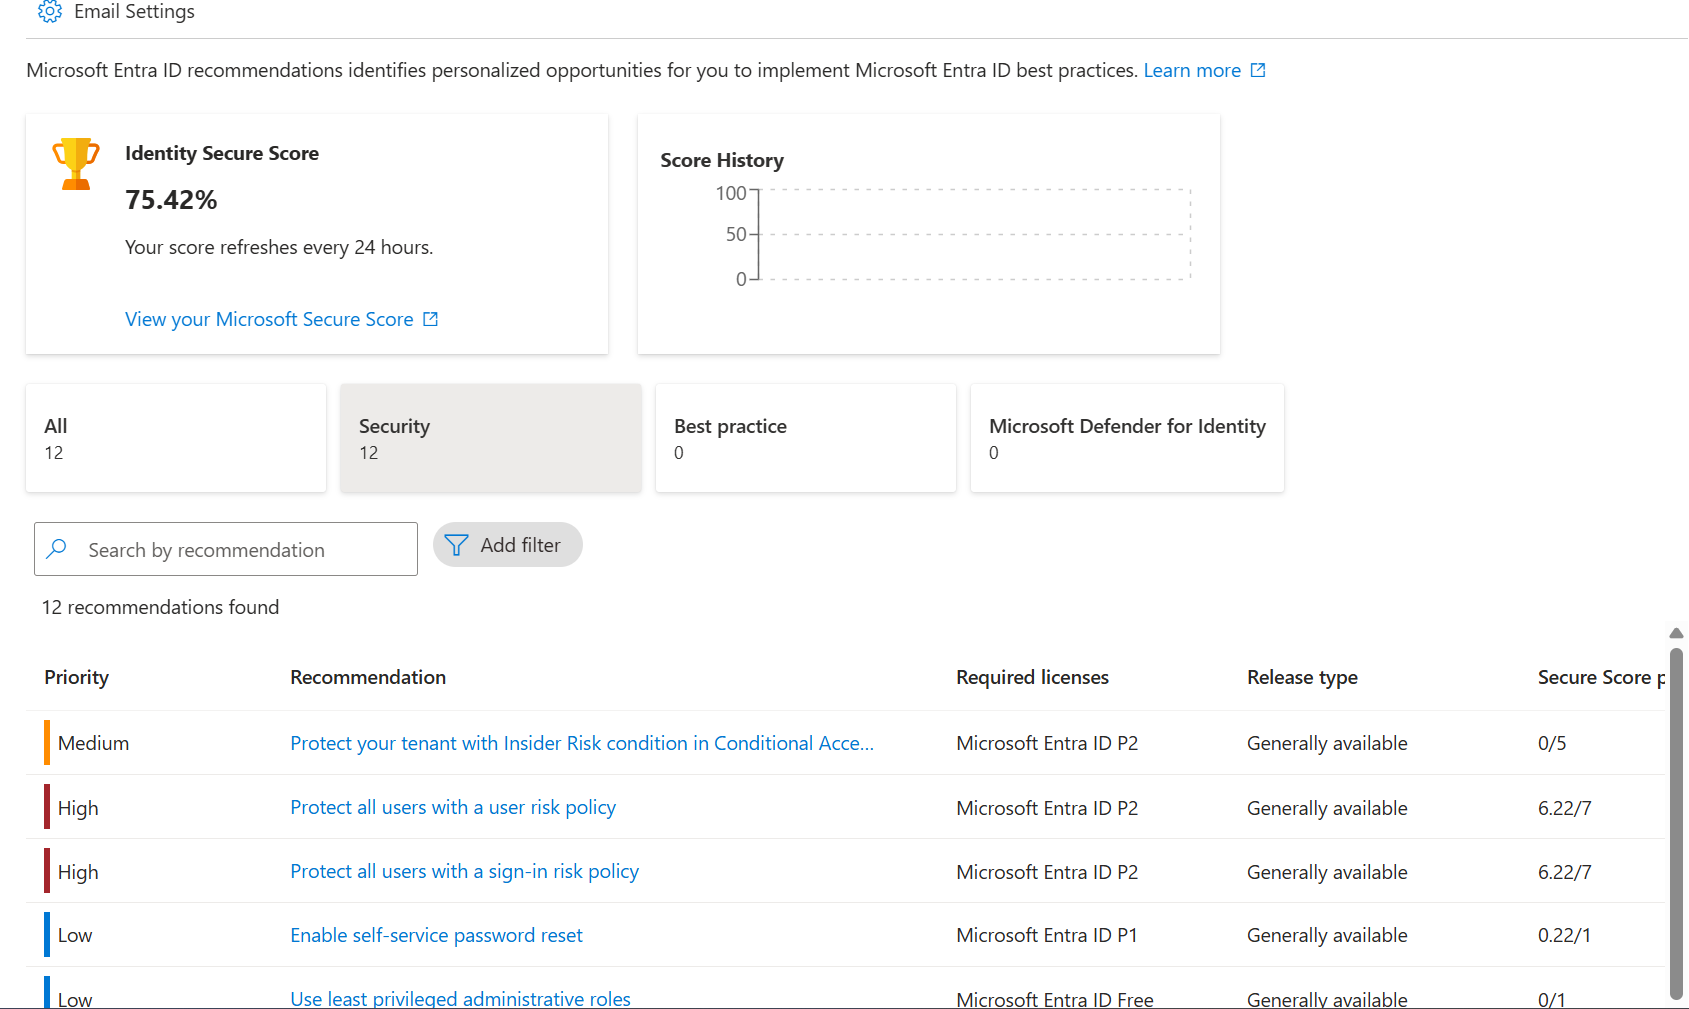 Email Settings
Microsoft Entra ID recommendations identifies personalized opportunities for you to implement Microsoft Entra ID best practices. Learn more
Identity Secure Score
75.42%
Your score refreshes every 24 hours.
View your Microsoft Secure Score
Score History
100
50
0
All
12
Security
12
Best practice
0
Microsoft Defender for Identity
0
Search by recommendation
Add filter
12 recommendations found
Priority Recommendation Required licenses Release type Secure Score p
Medium Protect your tenant with Insider Risk condition in Conditional Acce... Microsoft Entra ID P2 Generally available 0/5
High Protect all users with a user risk policy Microsoft Entra ID P2 Generally available 6.22/7
High Protect all users with a sign-in risk policy Microsoft Entra ID P2 Generally available 6.22/7
Low Enable self-service password reset Microsoft Entra ID P1 Generally available 0.22/1
Low Use least privileged administrative roles Microsoft Entra ID Free Generally available 0/1